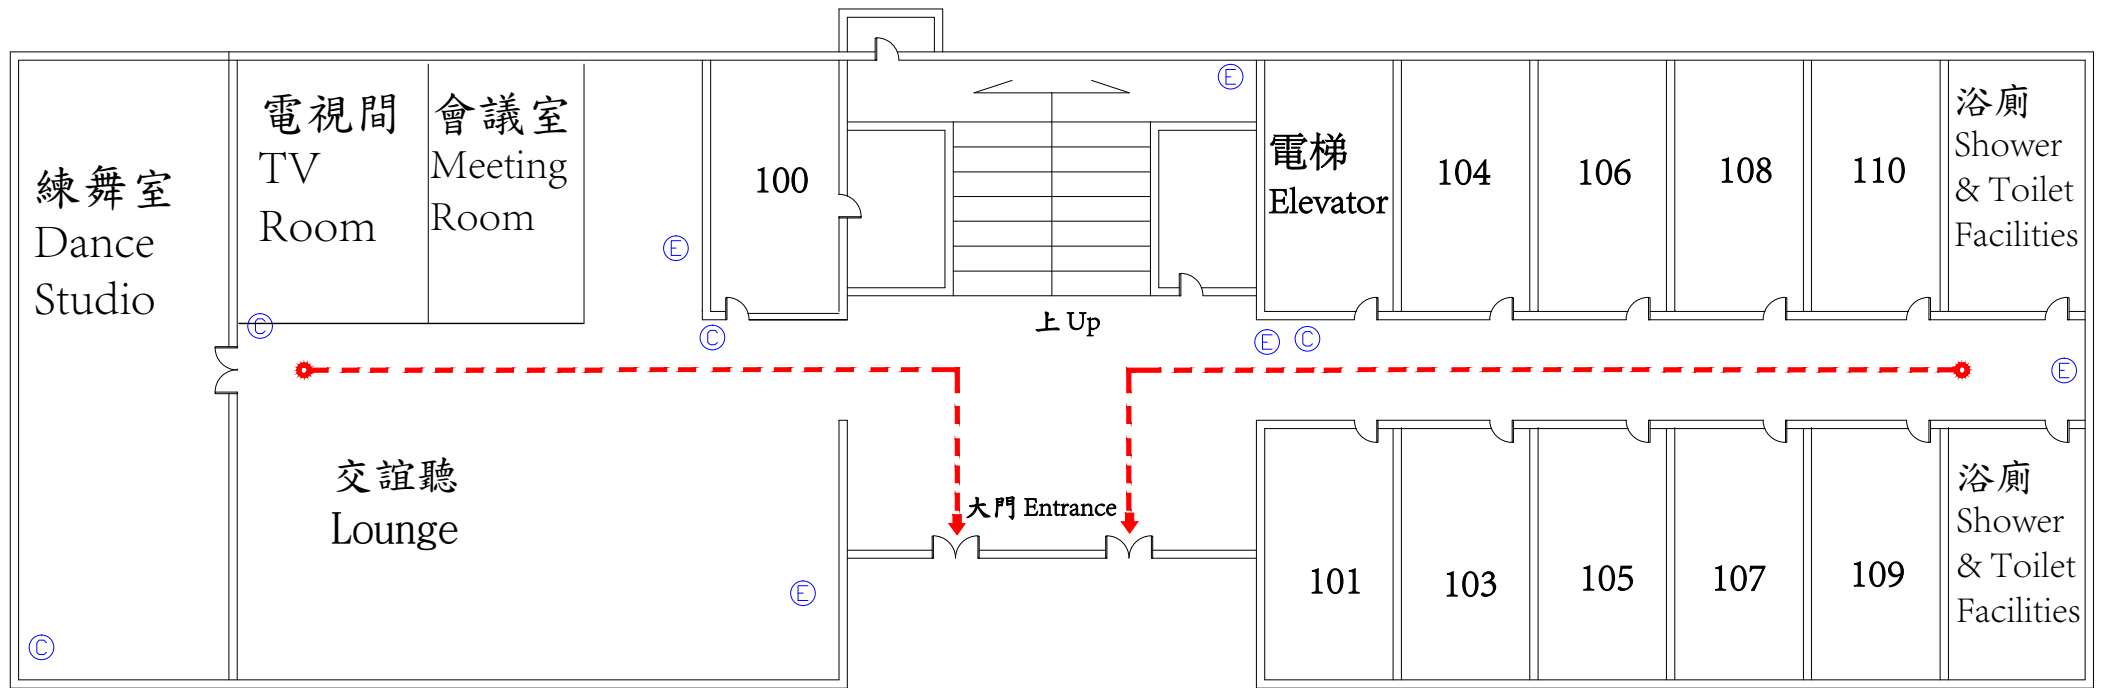 練舞室
Dance
Studio
電視間
TV
Room
會議室
Meeting
Room
100
上 Up
電梯
Elevator
104
106
108
110
浴廁
Shower
& Toilet
Facilities
Ⓔ
Ⓔ
Ⓒ
Ⓒ
Ⓔ
Ⓒ
Ⓔ
交誼聽
Lounge
大門 Entrance
Ⓔ
Ⓒ
101
103
105
107
109
浴廁
Shower
& Toilet
Facilities